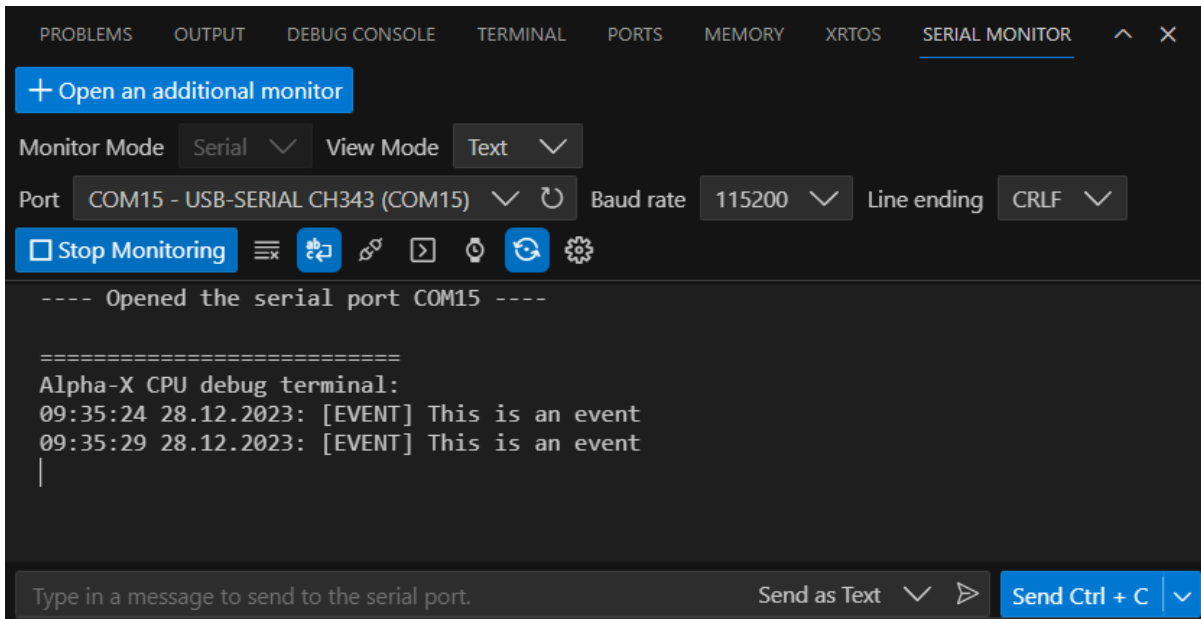 PROBLEMS OUTPUT DEBUG CONSOLE TERMINAL PORTS MEMORY XRTOS SERIAL MONITOR
Open an additional monitor
Monitor Mode Serial View Mode Text
Port COM15 - USB-SERIAL CH343 (COM15) Baud rate 115200 Line ending CRLF
Stop Monitoring
---- Opened the serial port COM15 ----
===========================
Alpha-X CPU debug terminal:
09:35:24 28.12.2023: [EVENT] This is an event
09:35:29 28.12.2023: [EVENT] This is an event
Type in a message to send to the serial port. Send as Text Send Ctrl + C